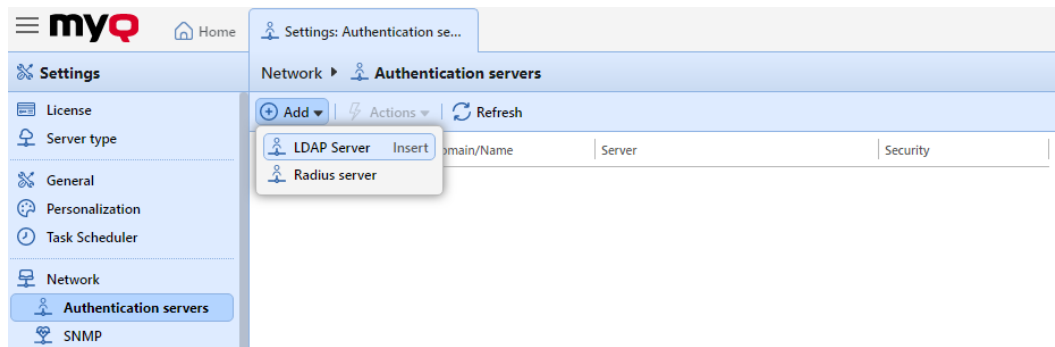 myQ Home Settings: Authentication se...
Settings
Network Authentication servers
License
Server type
General
Personalization
Task Scheduler
Network
Authentication servers
SNMP
Add Actions Refresh
LDAP Server Insert
Radius server
omain/Name Server Security